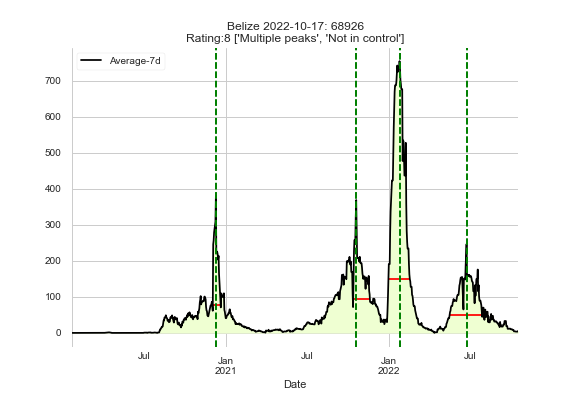 Belize 2022-10-17: 68926
Rating:8 ['Multiple peaks', 'Not in control']
Average-7d
700
600
500
400
300
200
100
0
Jul Jan Jul Jan Jul
2021 2022
Date